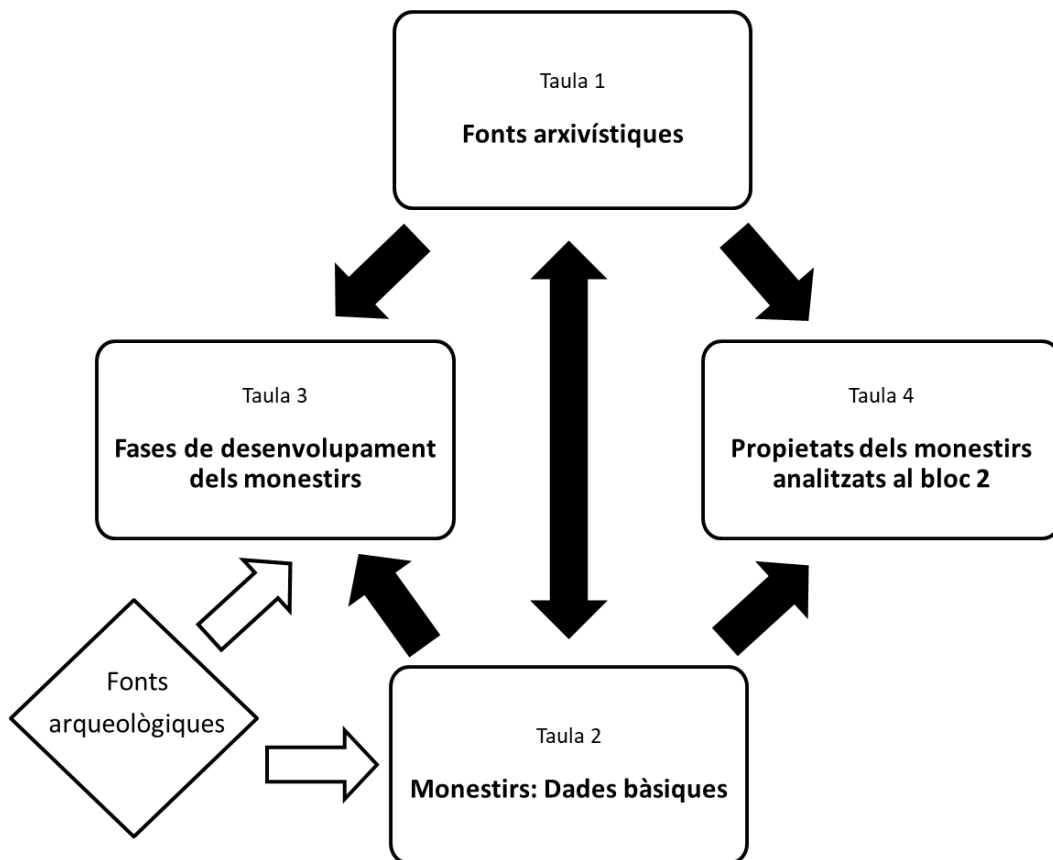 Taula 1
Fonts arxivístiques
Taula 3
Fases de desenvolupament
dels monestirs
Taula 4
Propietats dels monestirs
analitzats al bloc 2
Fonts
arqueològiques
Taula 2
Monestirs: Dades bàsiques